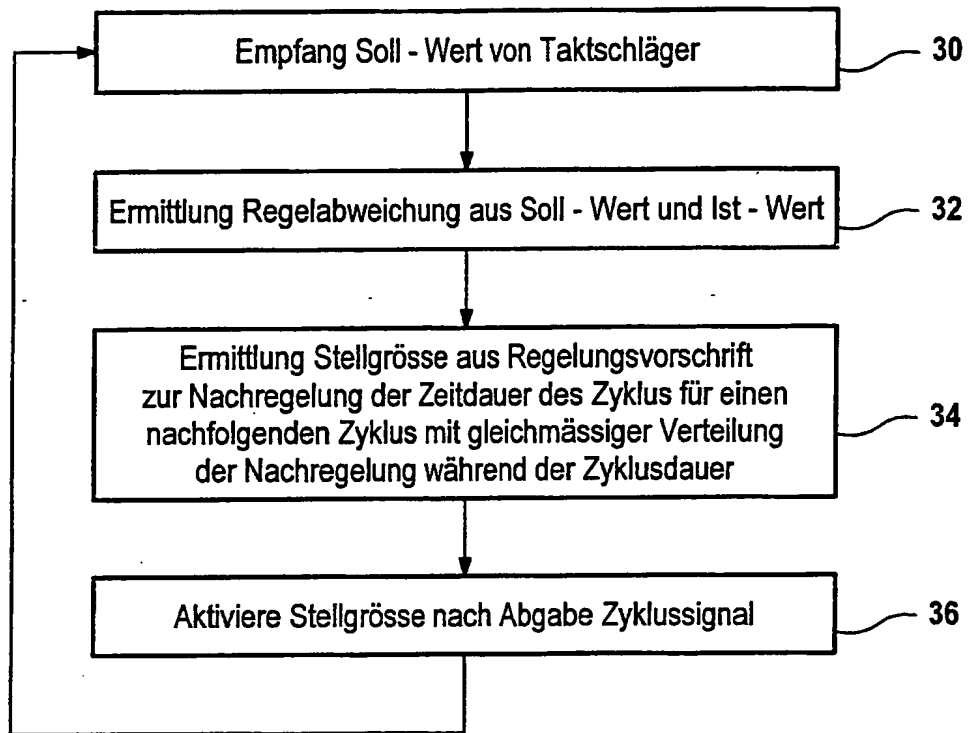 Empfang Soll - Wert von Taktschläger
30
Ermittlung Regelabweichung aus Soll - Wert und Ist - Wert
32
Ermittlung Stellgrösse aus Regelungsvorschrift
zur Nachregelung der Zeitdauer des Zyklus für einen
nachfolgenden Zyklus mit gleichmässiger Verteilung
der Nachregelung während der Zyklusdauer
34
Aktiviere Stellgrösse nach Abgabe Zyklussignal
36